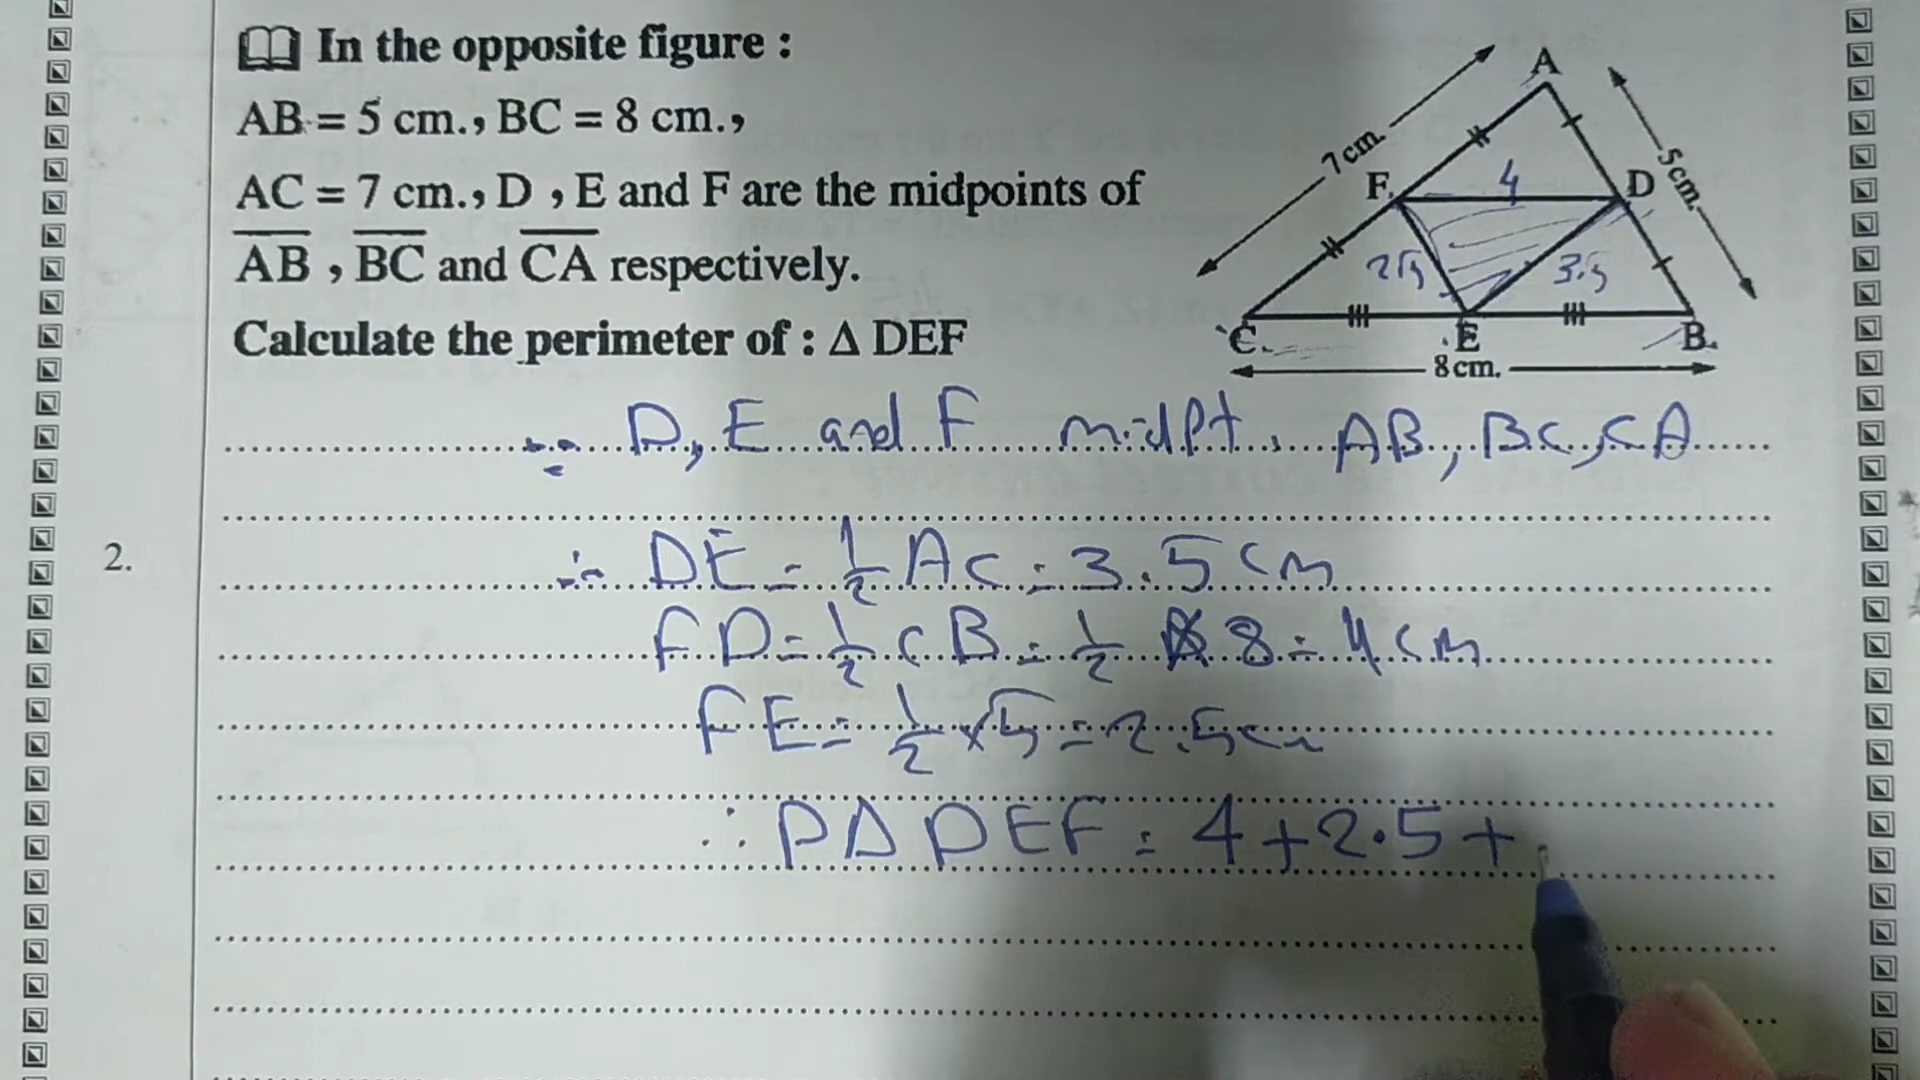 In the opposite figure :
AB = 5 cm., BC = 8 cm.,
AC = 7 cm., D , E and F are the midpoints of
AB , BC and CA respectively.
Calculate the perimeter of : Δ DEF
A
7 cm.
5 cm.
F
4
D
2.5
3.5
C
E
B
8 cm.
∵ D, E and F midpt. AB, BC, CA
2.
∴ DE = 1/2 AC = 3.5 cm
FD = 1/2 CB = 1/2 × 8 = 4 cm
FE = 1/2 × 5 = 2.5 cm
∴ P Δ DEF = 4 + 2.5 +